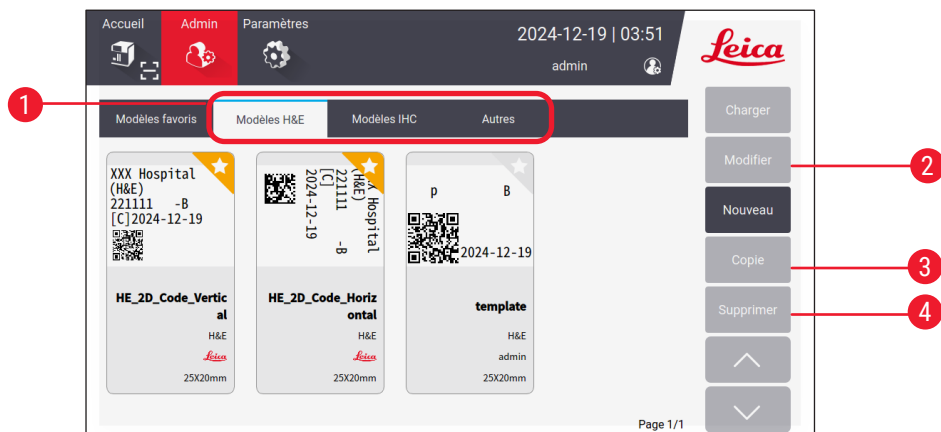 Accueil
Admin
Paramètres
2024-12-19 | 03:51
admin
Leica
1
Modèles favoris
Modèles H&E
Modèles IHC
Autres
XXX Hospital
(H&E)
221111 -B
[C]2024-12-19
HE_2D_Code_Vertic
al
H&E
Leica
25X20mm
X Hospital
(H&E)
221111 -B
[C]
2024-12-19
HE_2D_Code_Horiz
ontal
H&E
Leica
25X20mm
p B
2024-12-19
template
H&E
admin
25X20mm
Charger
Modifier
2
Nouveau
Copie
3
Supprimer
4
Page 1/1